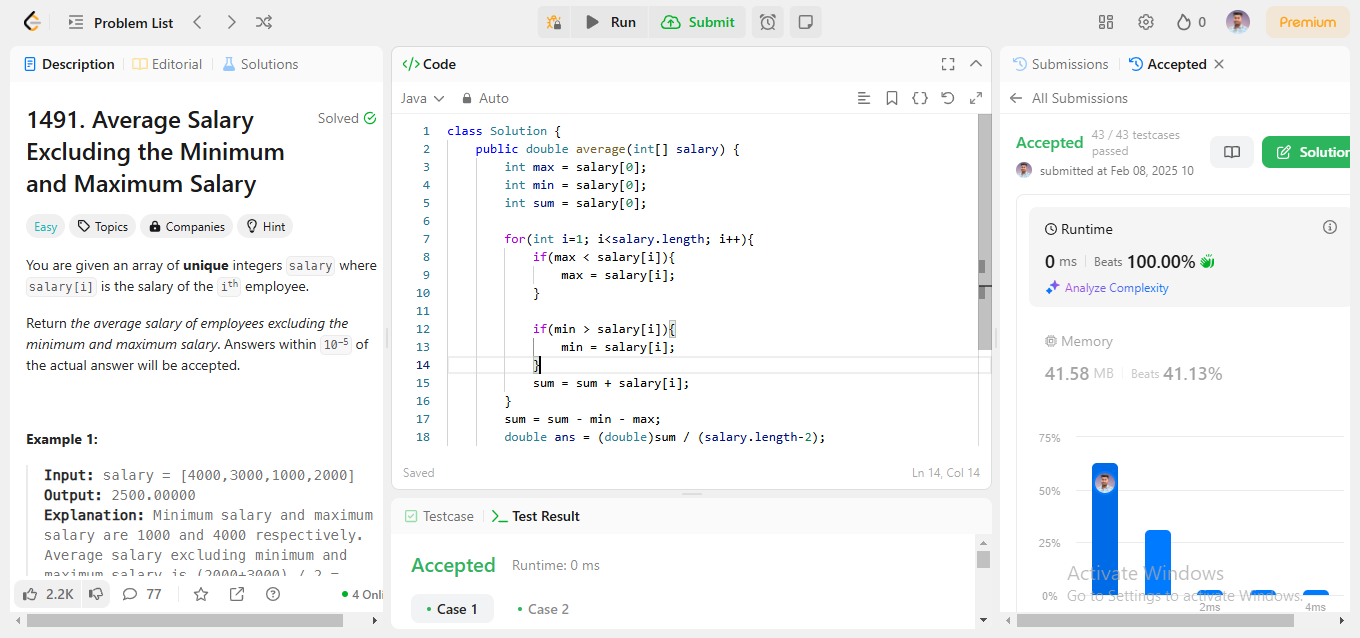 Problem List
Run
Submit
0
Premium
Description
Editorial
Solutions
1491. Average Salary
Excluding the Minimum
and Maximum Salary
Solved
Easy
Topics
Companies
Hint
You are given an array of unique integers salary where
salary[i] is the salary of the ith employee.
Return the average salary of employees excluding the
minimum and maximum salary. Answers within 10-5 of
the actual answer will be accepted.
Example 1:
Input: salary = [4000,3000,1000,2000]
Output: 2500.00000
Explanation: Minimum salary and maximum
salary are 1000 and 4000 respectively.
Average salary excluding minimum and
maximum salary is (2000+3000) / 2 =
2.2K
77
4 Onli
</> Code
Java
Auto
1 class Solution {
2 public double average(int[] salary) {
3 int max = salary[0];
4 int min = salary[0];
5 int sum = salary[0];
6
7 for(int i=1; i<salary.length; i++){
8 if(max < salary[i]){
9 max = salary[i];
10 }
11
12 if(min > salary[i]){
13 min = salary[i];
14 }
15 sum = sum + salary[i];
16 }
17 sum = sum - min - max;
18 double ans = (double)sum / (salary.length-2);
Saved
Ln 14, Col 14
Testcase
>_ Test Result
Accepted
Runtime: 0 ms
• Case 1
• Case 2
Submissions
Accepted
All Submissions
Accepted
43 / 43 testcases
passed
submitted at Feb 08, 2025 10
Solution
Runtime
0 ms
Beats 100.00%
Analyze Complexity
Memory
41.58 MB
Beats 41.13%
75%
50%
25%
0%
2ms
4ms
Activate Windows
Go to Settings to activate Windows.